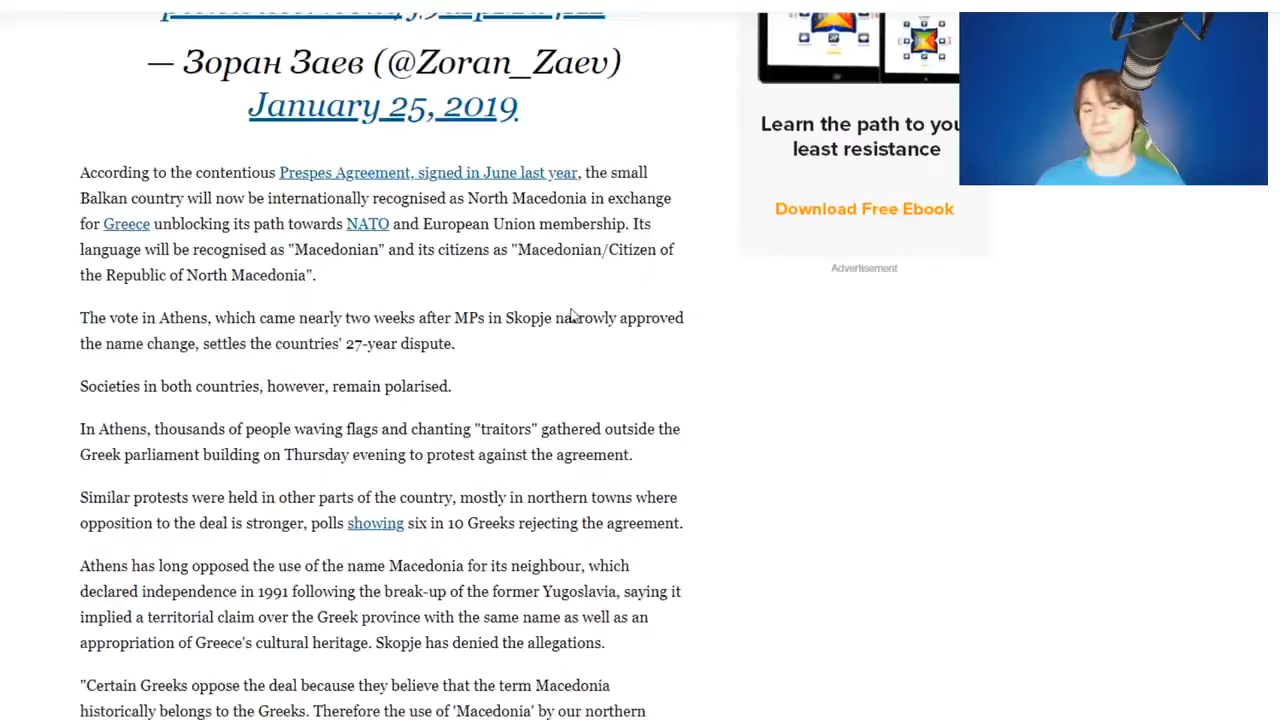 — Зоран Заев (@Zoran_Zaev)
January 25, 2019
According to the contentious Prespes Agreement, signed in June last year, the small
Balkan country will now be internationally recognised as North Macedonia in exchange
for Greece unblocking its path towards NATO and European Union membership. Its
language will be recognised as "Macedonian" and its citizens as "Macedonian/Citizen of
the Republic of North Macedonia".
The vote in Athens, which came nearly two weeks after MPs in Skopje narrowly approved
the name change, settles the countries' 27-year dispute.
Societies in both countries, however, remain polarised.
In Athens, thousands of people waving flags and chanting "traitors" gathered outside the
Greek parliament building on Thursday evening to protest against the agreement.
Similar protests were held in other parts of the country, mostly in northern towns where
opposition to the deal is stronger, polls showing six in 10 Greeks rejecting the agreement.
Athens has long opposed the use of the name Macedonia for its neighbour, which
declared independence in 1991 following the break-up of the former Yugoslavia, saying it
implied a territorial claim over the Greek province with the same name as well as an
appropriation of Greece's cultural heritage. Skopje has denied the allegations.
"Certain Greeks oppose the deal because they believe that the term Macedonia
historically belongs to the Greeks. Therefore the use of 'Macedonia' by our northern
Learn the path to you
least resistance
Download Free Ebook
Advertisement